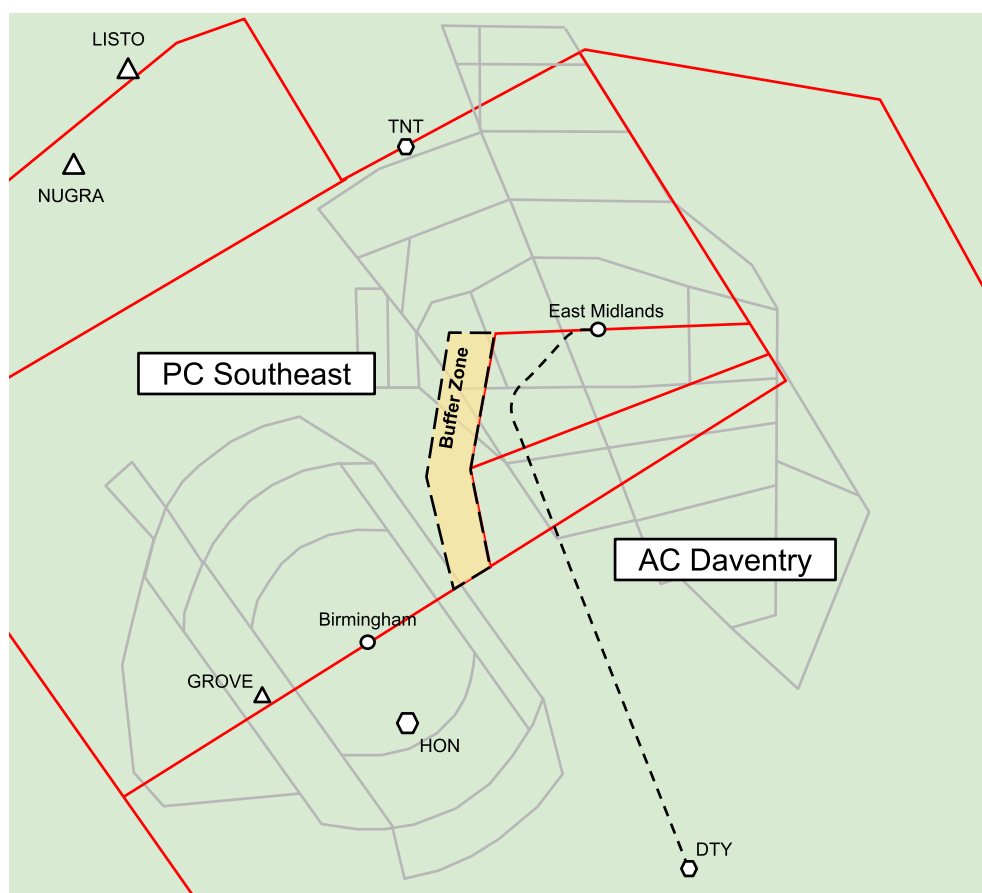 LISTO
TNT
NUGRA
East Midlands
PC Southeast
Buffer Zone
AC Daventry
Birmingham
GROVE
HON
DTY